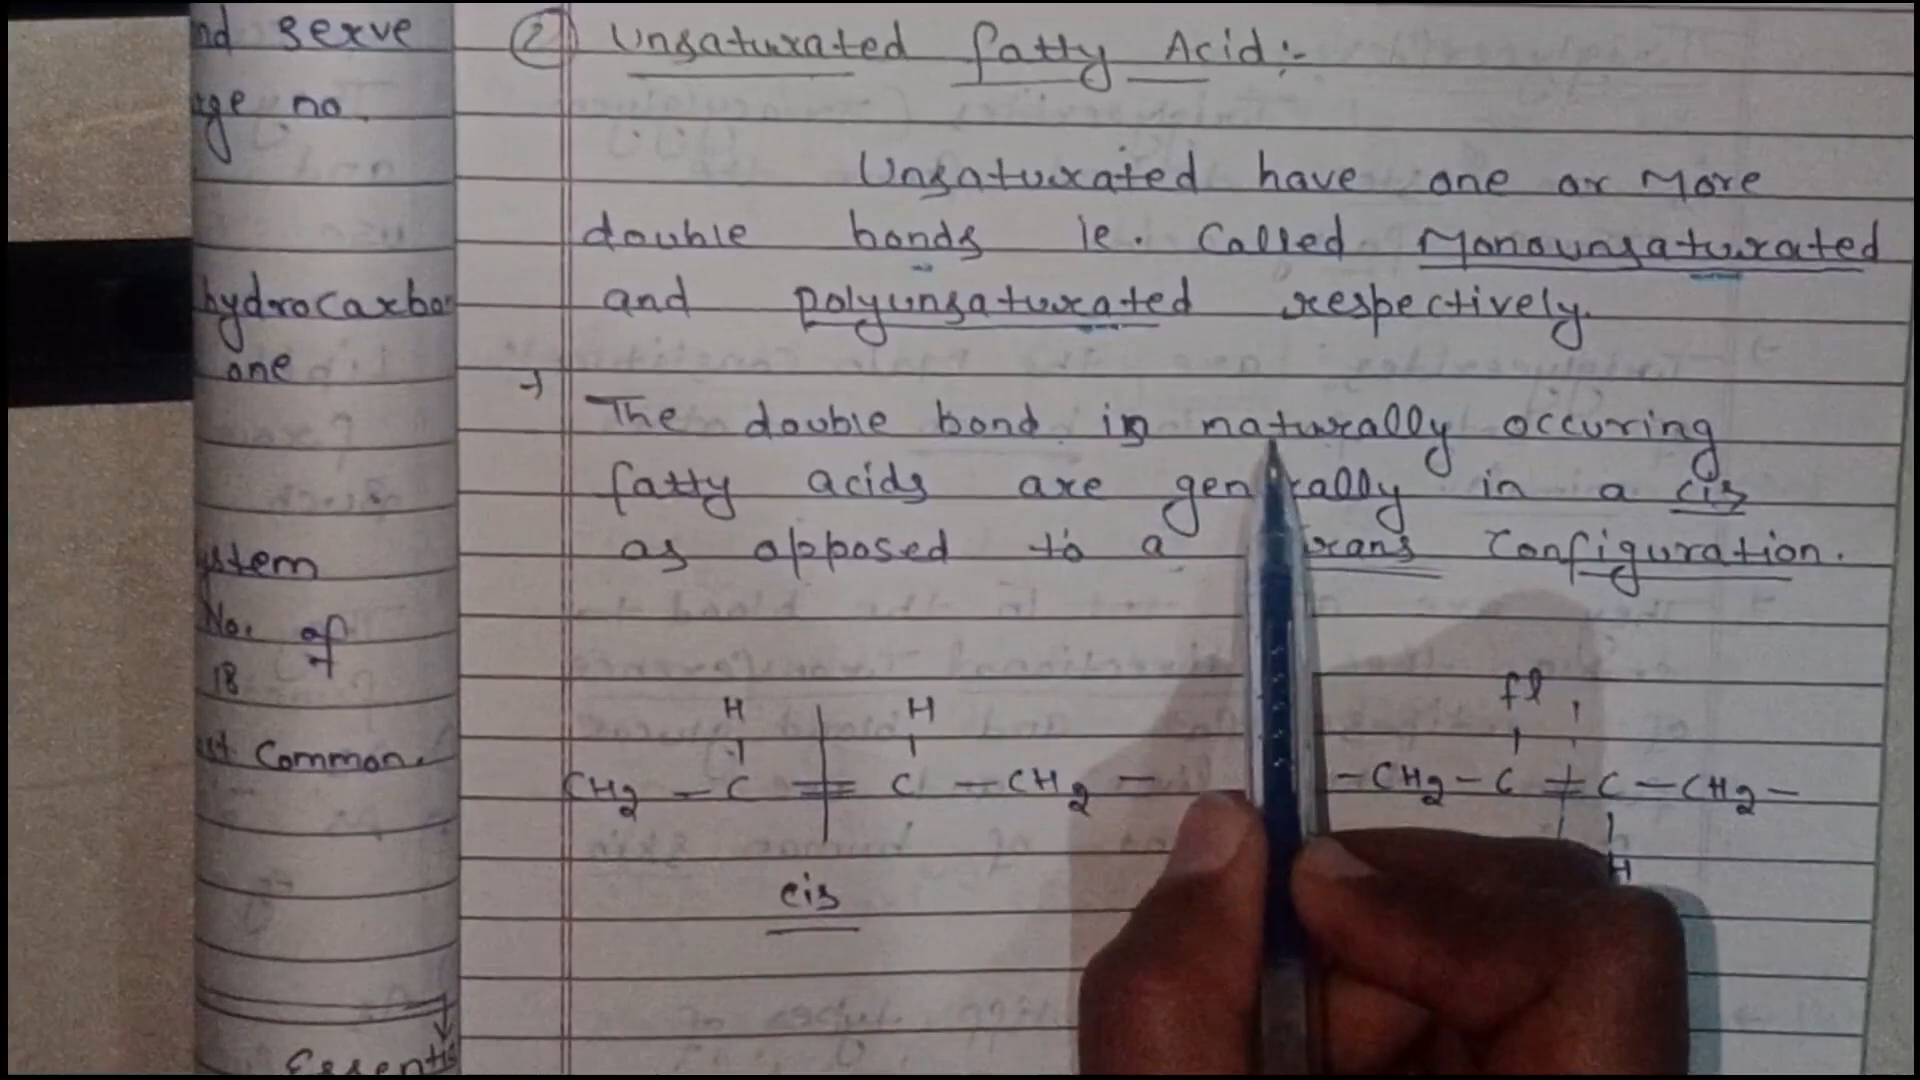 nd serve
ge no.
hydrocarbo
one
stem
No. of
18
st. Common.
Essenti
② Unsaturated fatty Acid:-
Unsaturated have one or More
double bonds ie. Called Monounsaturated
and polyunsaturated respectively.
→ The double bond in naturally occuring
fatty acids are generally in a cis
as opposed to a trans Configuration.
H H
CH2 - C = C - CH2 -
cis
-CH2 - C = C - CH2 -
H